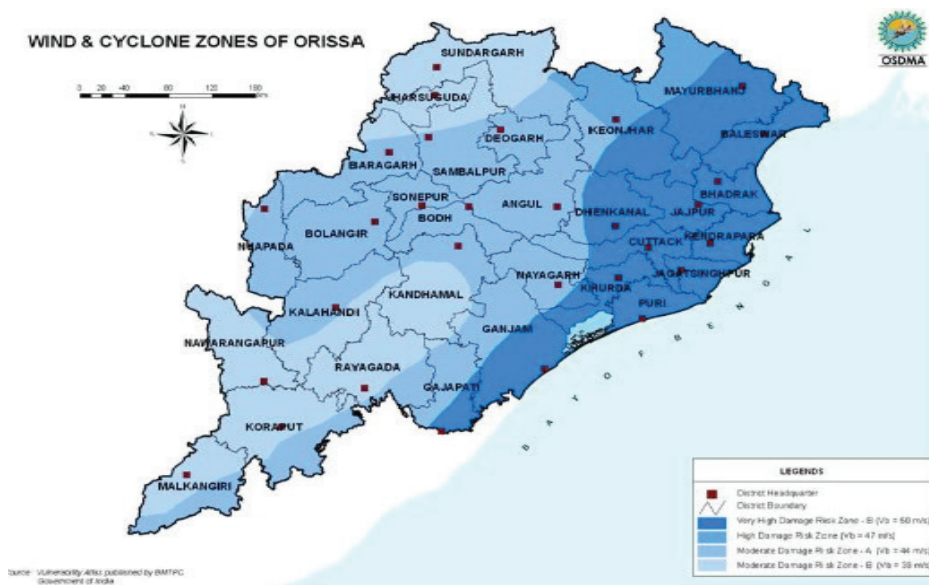 WIND & CYCLONE ZONES OF ORISSA
OSDMA
0 20 40 80 120 160
N
SUNDARGARH
JHARSUGUDA
MAYURBHANJ
DEOGARH
KEONJHAR
BALESWAR
BARAGARH
SAMBALPUR
BHADRAK
SONEPUR
ANGUL
DHENKANAL
JAJPUR
BODH
BOLANGIR
NUAPADA
CUTTACK
KENDRAPARA
NAYAGARH
JAGATSINGHPUR
KHURDA
KANDHAMAL
PURI
KALAHANDI
GANJAM
NAWARANGAPUR
RAYAGADA
GAJAPATI
KORAPUT
MALKANGIRI
BAY OF BENGAL
LEGENDS
District Headquarter
District Boundary
Very High Damage Risk Zone - B (Vb = 50 m/s)
High Damage Risk Zone (Vb = 47 m/s)
Moderate Damage Risk Zone - A (Vb = 44 m/s)
Moderate Damage Risk Zone - B (Vb = 33 m/s)
Source : Vulnerability Atlas published by BMTPC
Government of India